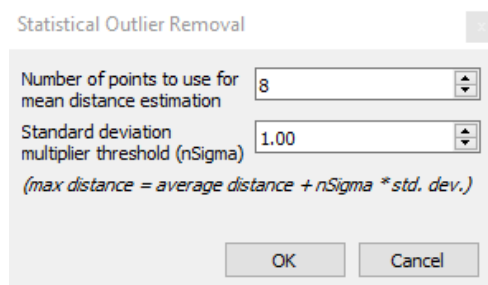 Statistical Outlier Removal
Number of points to use for
mean distance estimation
8
Standard deviation
multiplier threshold (nSigma)
1.00
(max distance = average distance + nSigma * std. dev.)
OK
Cancel